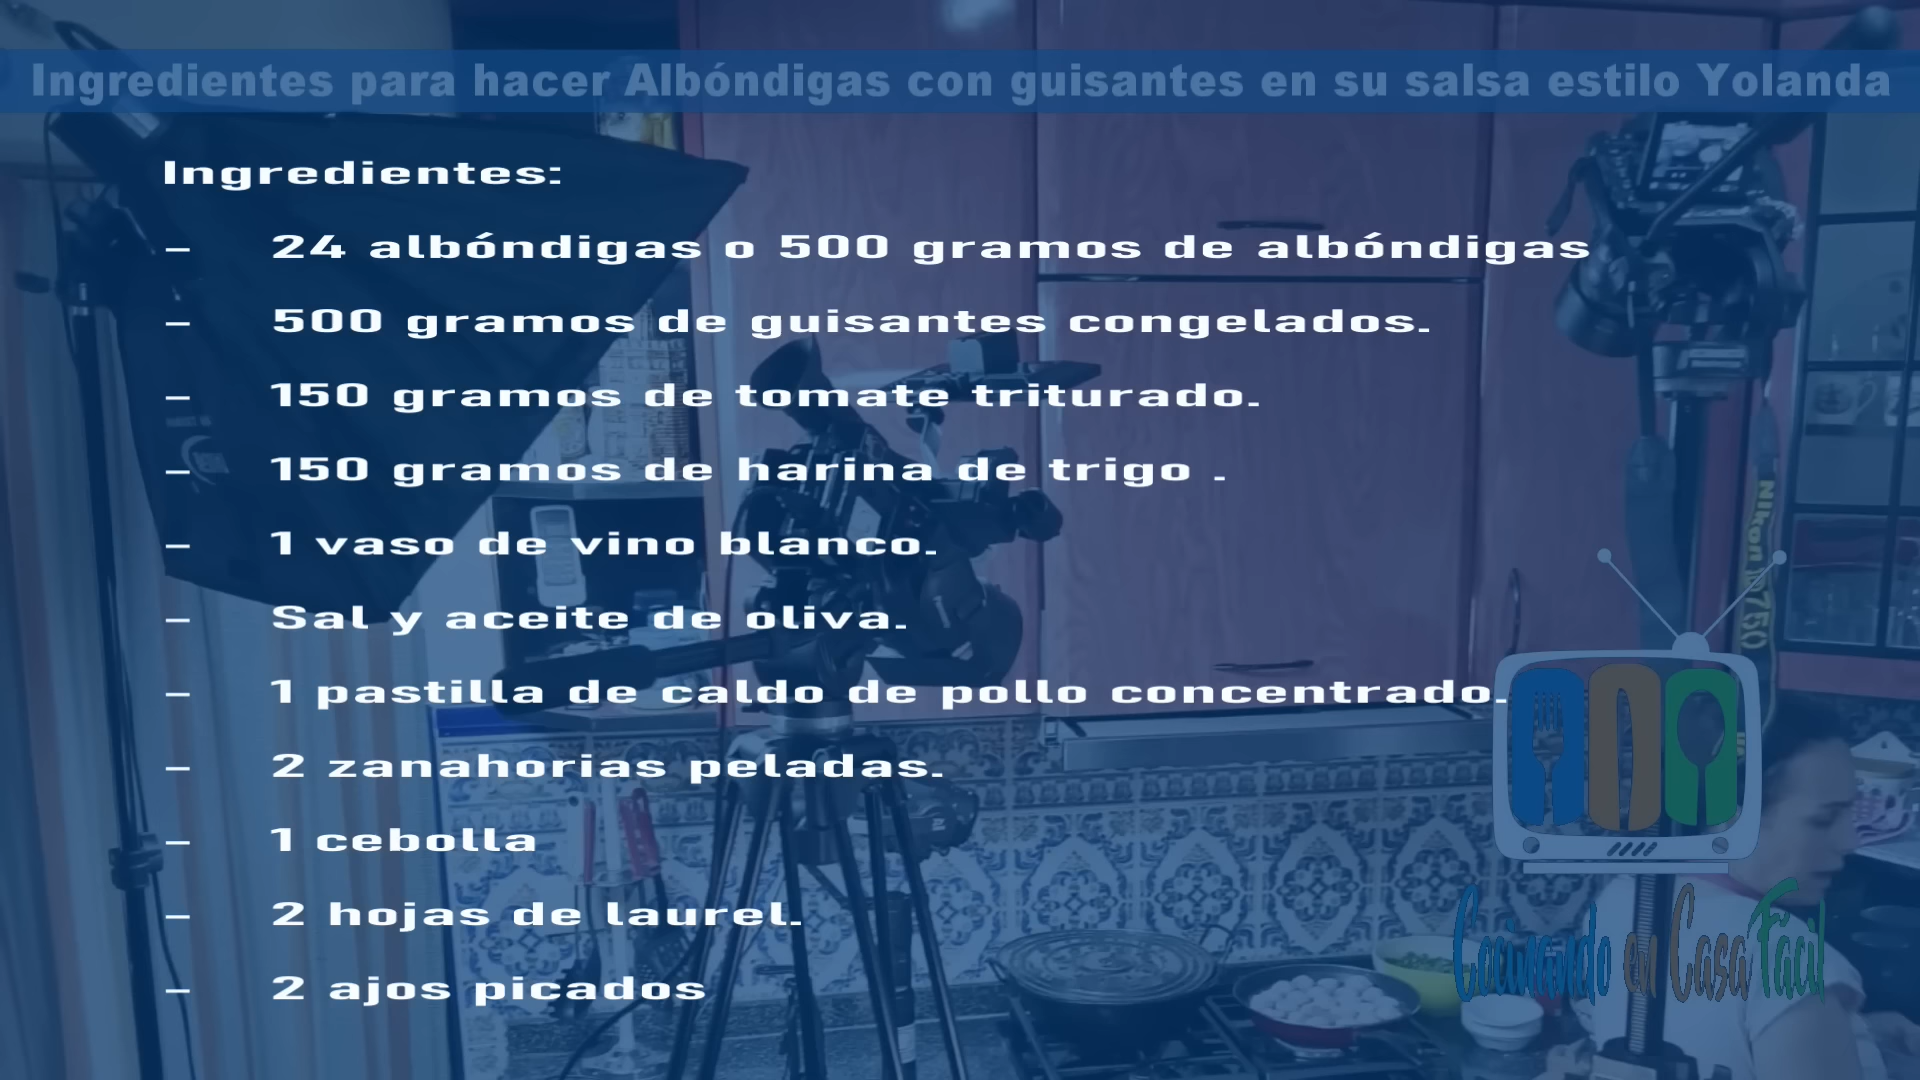 Ingredientes para hacer Albóndigas con guisantes en su salsa estilo Yolanda
Ingredientes:
– 24 albóndigas o 500 gramos de albóndigas
– 500 gramos de guisantes congelados.
– 150 gramos de tomate triturado.
– 150 gramos de harina de trigo .
– 1 vaso de vino blanco.
– Sal y aceite de oliva.
– 1 pastilla de caldo de pollo concentrado.
– 2 zanahorias peladas.
– 1 cebolla
– 2 hojas de laurel.
– 2 ajos picados
Nikon D750
Cocinando en Casa Fácil